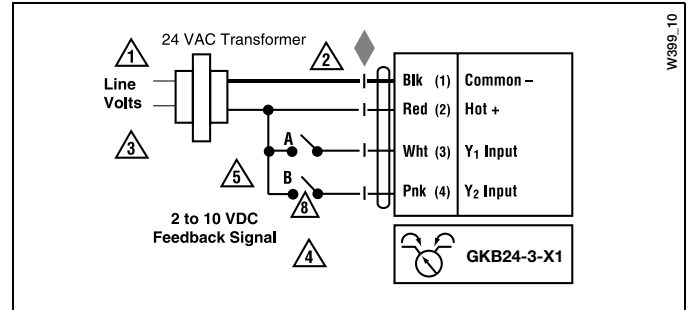 W399_10
1
24 VAC Transformer
2
Line
Volts
3
Blk (1) Common –
Red (2) Hot +
A
Wht (3) Y1 Input
5
B
Pnk (4) Y2 Input
8
2 to 10 VDC
Feedback Signal
4
GKB24-3-X1